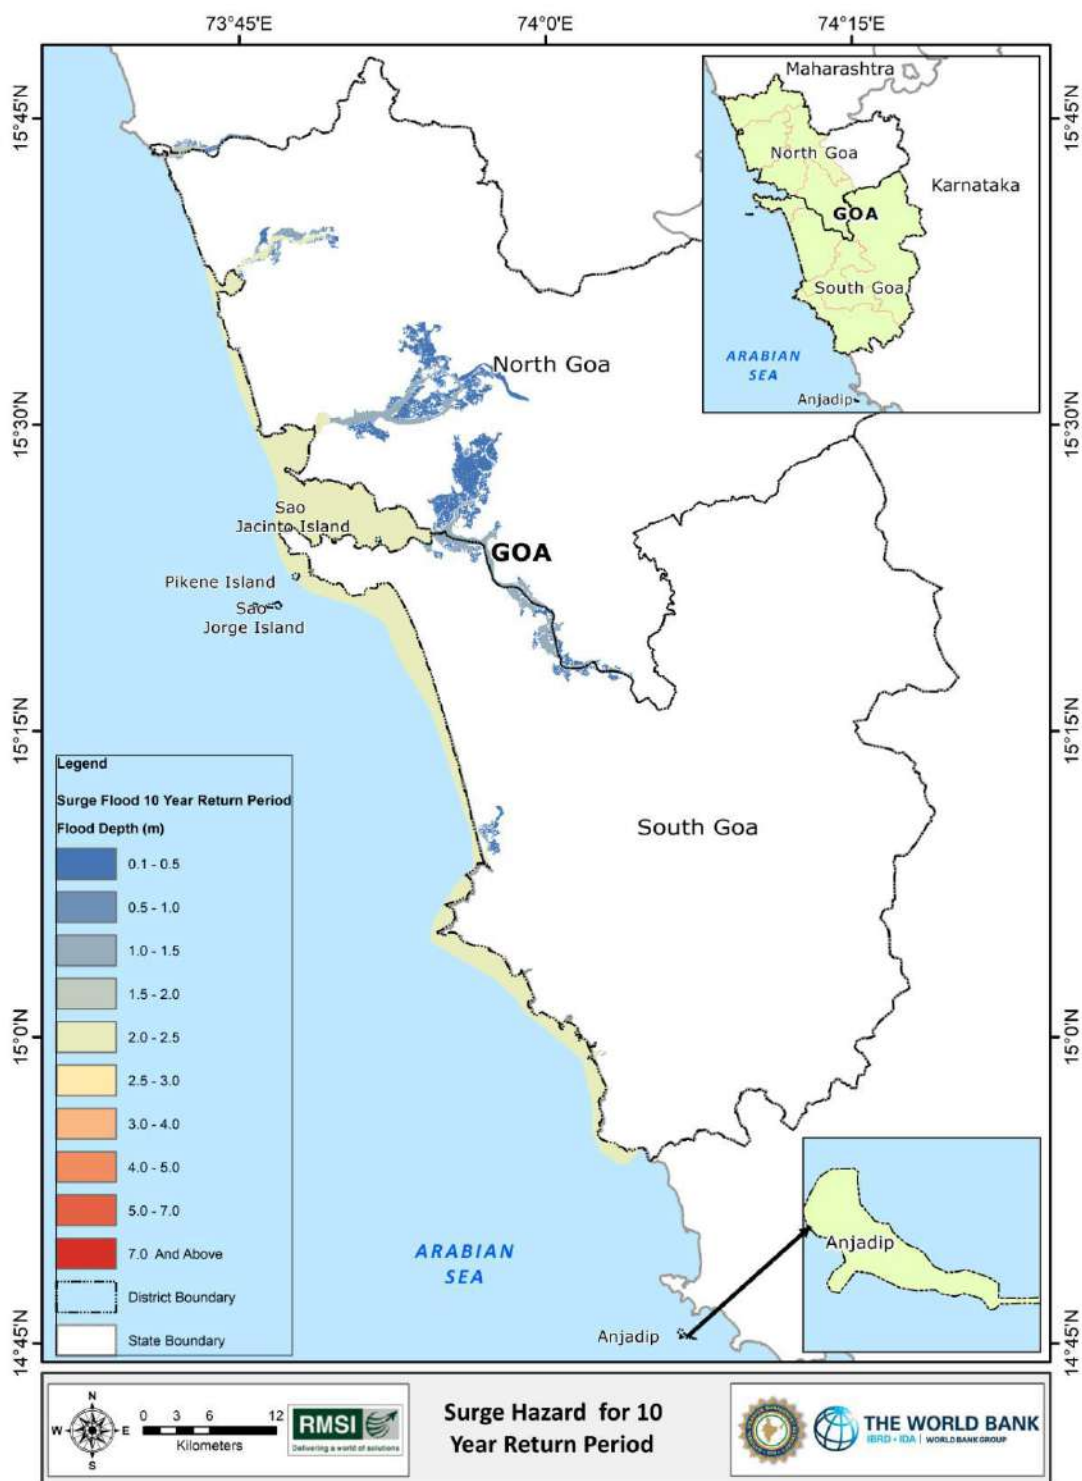 73°45'E 74°0'E 74°15'E
15°45'N
15°30'N
15°15'N
15°0'N
14°45'N
15°45'N
15°30'N
15°15'N
15°0'N
14°45'N
Maharashtra
North Goa
Karnataka
GOA
South Goa
ARABIAN
SEA
Anjadip
North Goa
Sao
Jacinto Island
GOA
Pikene Island
Sao
Jorge Island
South Goa
Legend
Surge Flood 10 Year Return Period
Flood Depth (m)
0.1 - 0.5
0.5 - 1.0
1.0 - 1.5
1.5 - 2.0
2.0 - 2.5
2.5 - 3.0
3.0 - 4.0
4.0 - 5.0
5.0 - 7.0
7.0 And Above
District Boundary
State Boundary
ARABIAN
SEA
Anjadip
Anjadip
N
W E
S
0 3 6 12
Kilometers
RMSI
Delivering a world of solutions
Surge Hazard for 10
Year Return Period
THE WORLD BANK
IBRD • IDA | WORLD BANK GROUP